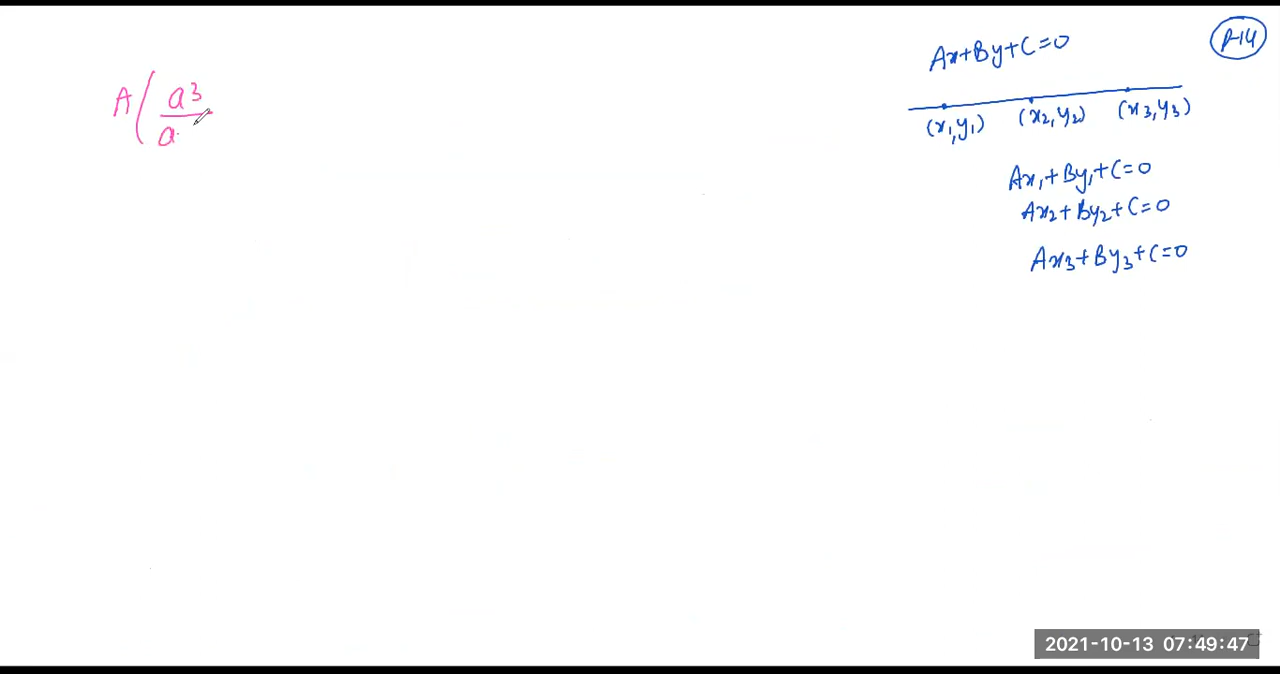 Ax+By+C=0
P-14
A( a³/a
(x₁,y₁) (x₂,y₂) (x₃,y₃)
Ax₁+By₁+C=0
Ax₂+By₂+C=0
Ax₃+By₃+C=0
2021-10-13 07:49:47